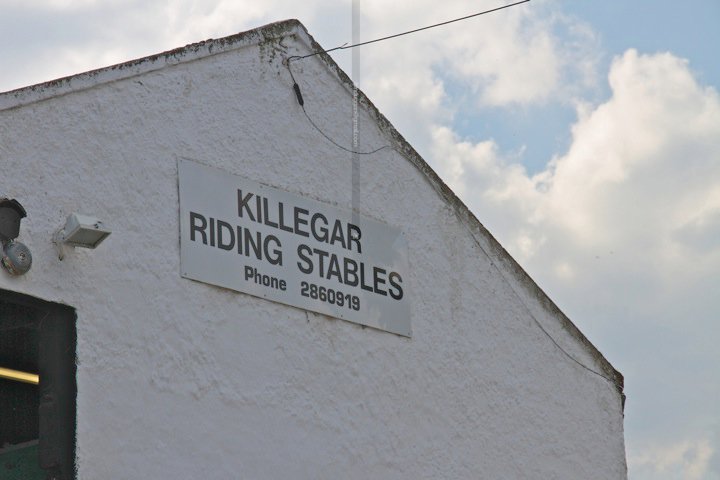 KILLEGAR
RIDING STABLES
Phone 2860919